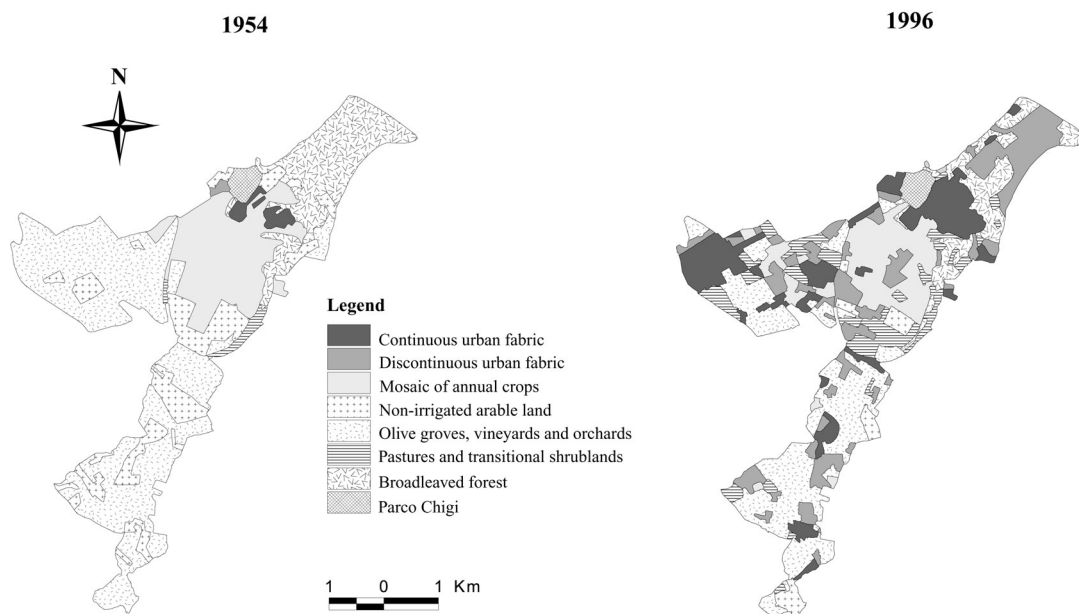 1954
1996
N
Legend
Continuous urban fabric
Discontinuous urban fabric
Mosaic of annual crops
Non-irrigated arable land
Olive groves, vineyards and orchards
Pastures and transitional shrublands
Broadleaved forest
Parco Chigi
1 0 1 Km